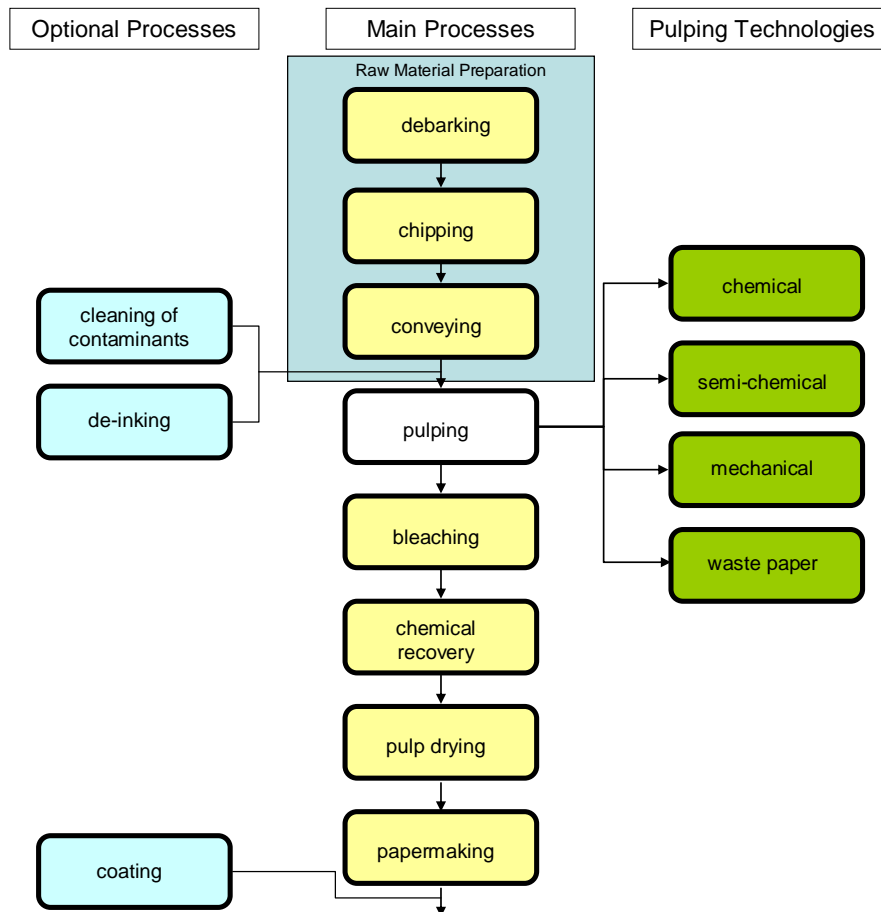 Optional Processes
Main Processes
Pulping Technologies
Raw Material Preparation
debarking
chipping
conveying
cleaning of
contaminants
de-inking
pulping
chemical
semi-chemical
mechanical
waste paper
bleaching
chemical
recovery
pulp drying
papermaking
coating